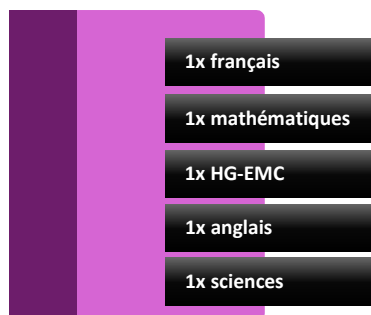 1x français
1x mathématiques
1x HG-EMC
1x anglais
1x sciences